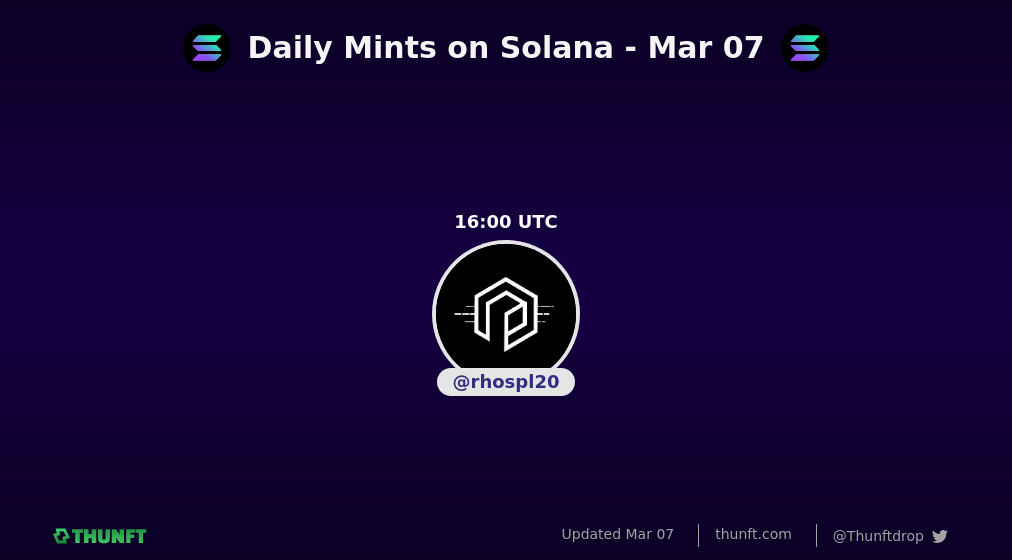 Daily Mints on Solana - Mar 07
16:00 UTC
@rhospl20
THUNFT
Updated Mar 07
thunft.com
@Thunftdrop